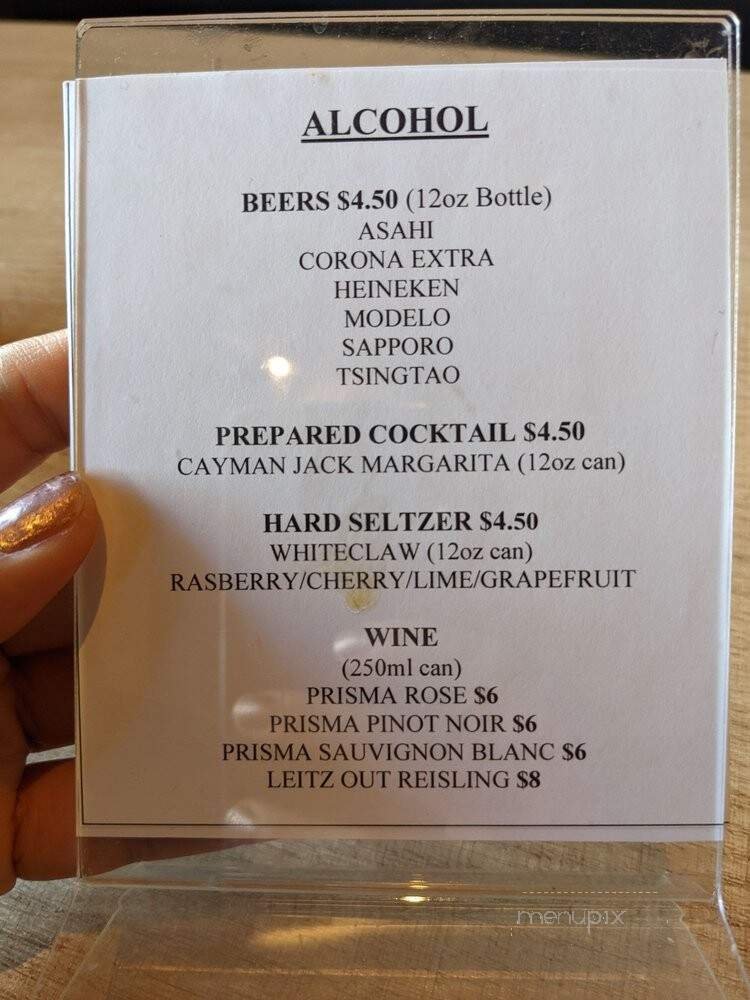 ALCOHOL
BEERS $4.50 (12oz Bottle)
ASAHI
CORONA EXTRA
HEINEKEN
MODELO
SAPPORO
TSINGTAO
PREPARED COCKTAIL $4.50
CAYMAN JACK MARGARITA (12oz can)
HARD SELTZER $4.50
WHITECLAW (12oz can)
RASBERRY/CHERRY/LIME/GRAPEFRUIT
WINE
(250ml can)
PRISMA ROSE $6
PRISMA PINOT NOIR $6
PRISMA SAUVIGNON BLANC $6
LEITZ OUT REISLING $8
menupix